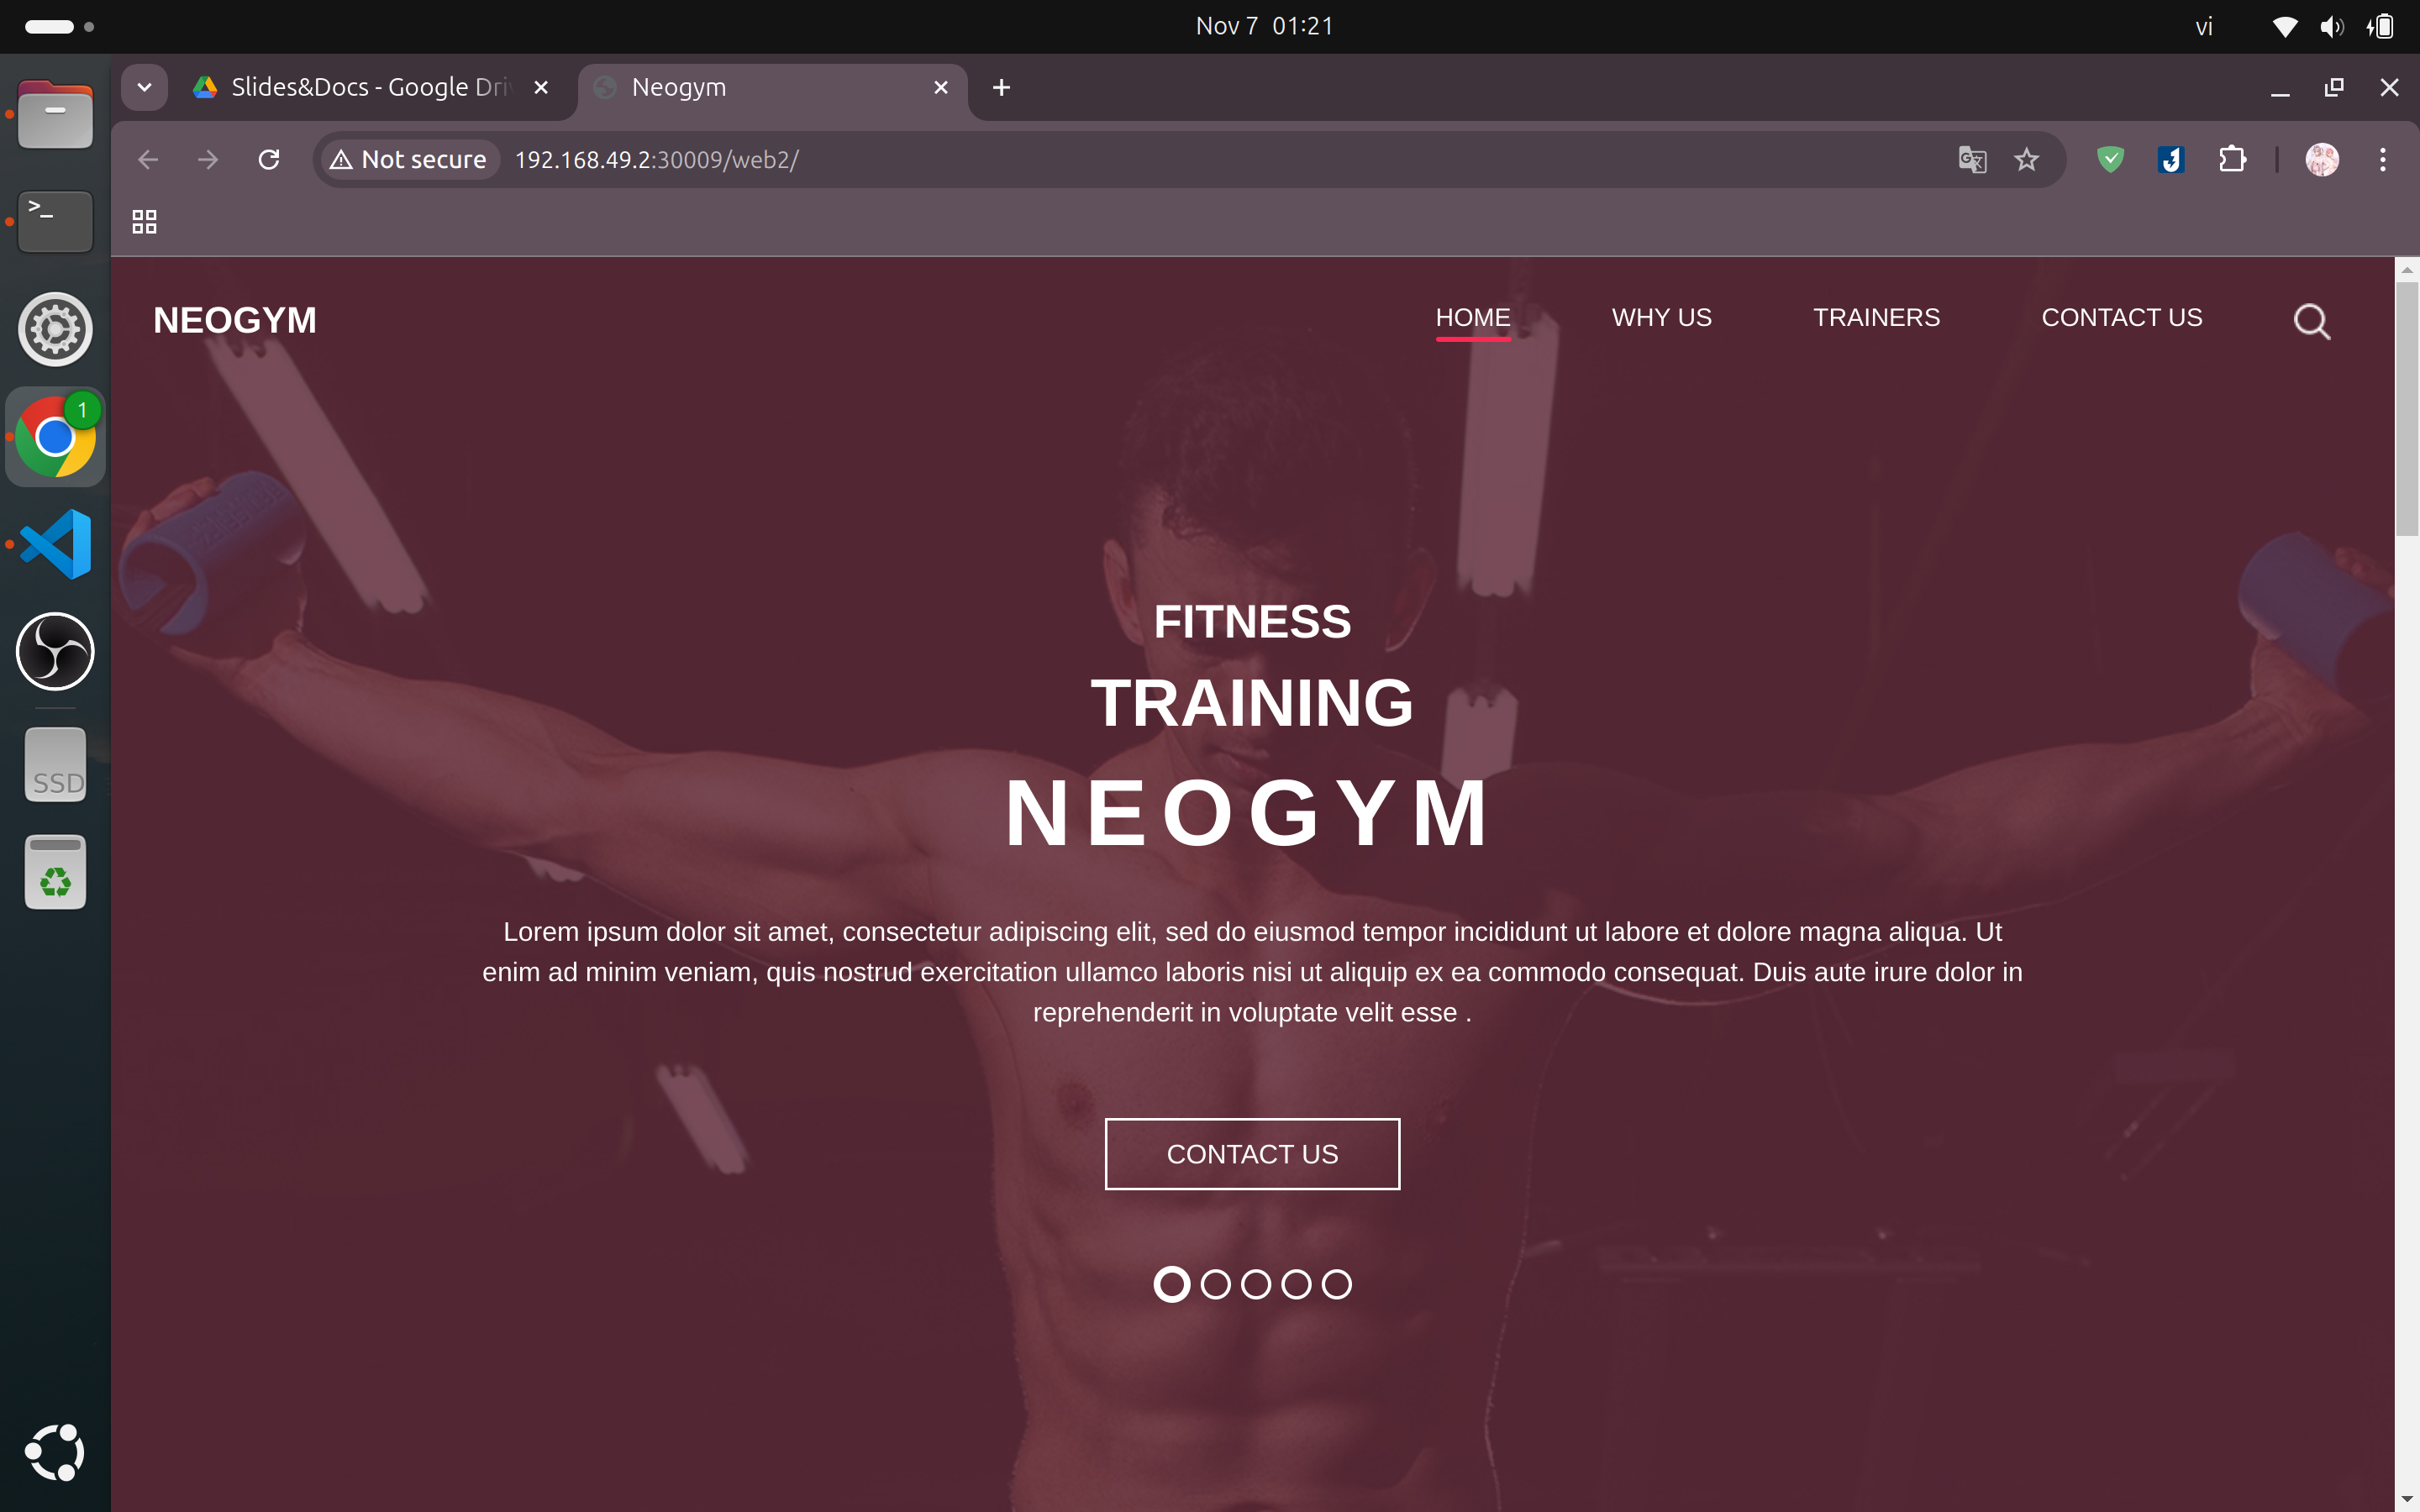 Nov 7 01:21
vi
Slides&Docs - Google Dri
Neogym
Not secure
192.168.49.2:30009/web2/
>_
1
SSD
NEOGYM
HOME
WHY US
TRAINERS
CONTACT US
FITNESS
TRAINING
NEOGYM
Lorem ipsum dolor sit amet, consectetur adipiscing elit, sed do eiusmod tempor incididunt ut labore et dolore magna aliqua. Ut
enim ad minim veniam, quis nostrud exercitation ullamco laboris nisi ut aliquip ex ea commodo consequat. Duis aute irure dolor in
reprehenderit in voluptate velit esse .
CONTACT US